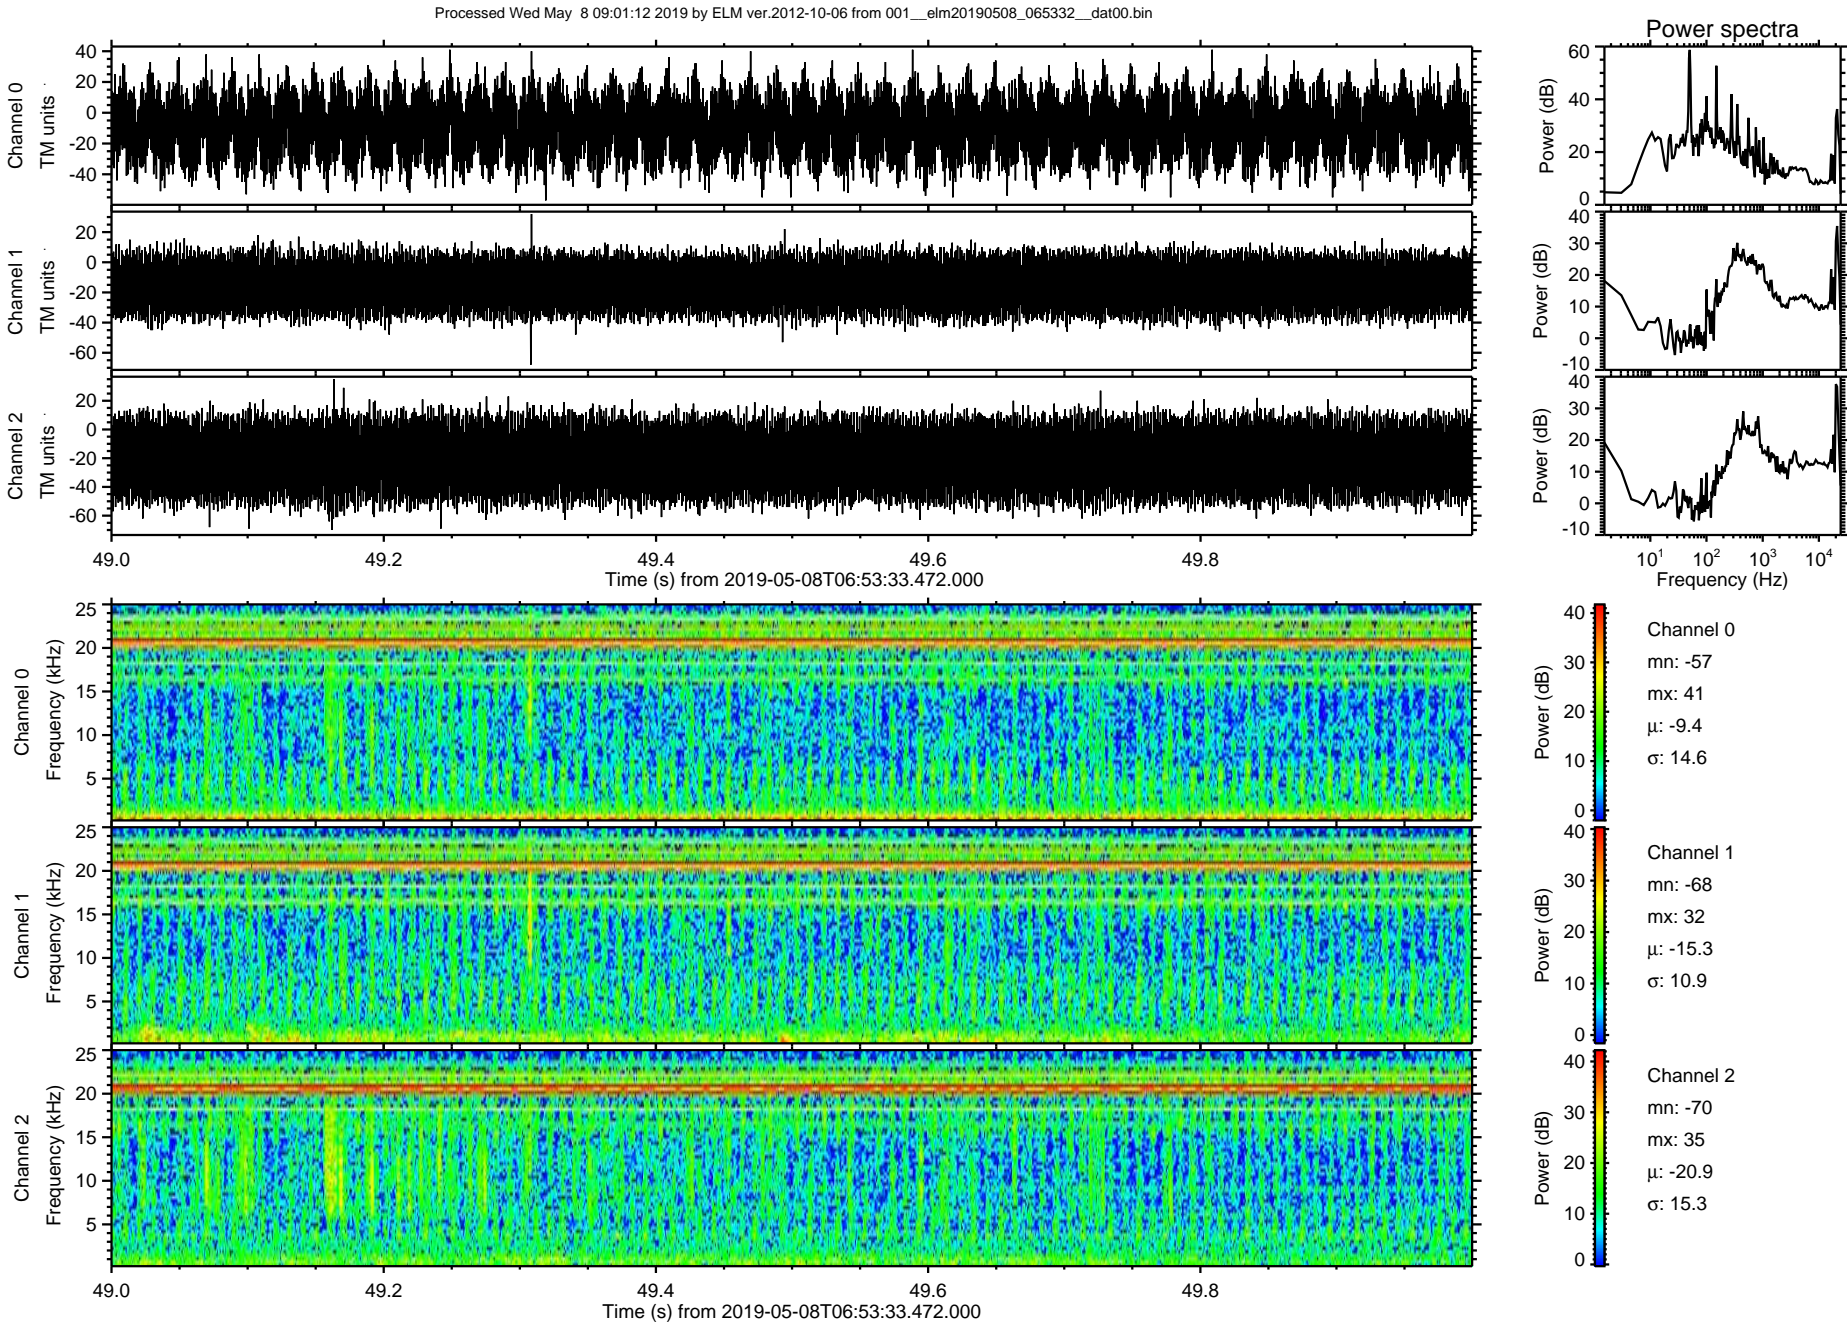 Processed Wed May  8 09:01:12 2019 by ELM ver.2012-10-06 from 001__elm20190508_065332__dat00.bin
Power spectra
Channel 0
TM units
40
20
0
-20
-40
Power (dB)
60
40
20
0
Channel 1
TM units
20
0
-20
-40
-60
Power (dB)
40
30
20
10
0
-10
Channel 2
TM units
20
0
-20
-40
-60
Power (dB)
40
30
20
10
0
-10
49.0 49.2 49.4 49.6 49.8
Time (s) from 2019-05-08T06:53:33.472.000
10^1 10^2 10^3 10^4
Frequency (Hz)
Channel 0
Frequency (kHz)
25
20
15
10
5
Power (dB)
40
30
20
10
0
Channel 0
mn: -57
mx: 41
μ: -9.4
σ: 14.6
Channel 1
Frequency (kHz)
25
20
15
10
5
Power (dB)
40
30
20
10
0
Channel 1
mn: -68
mx: 32
μ: -15.3
σ: 10.9
Channel 2
Frequency (kHz)
25
20
15
10
5
Power (dB)
40
30
20
10
0
Channel 2
mn: -70
mx: 35
μ: -20.9
σ: 15.3
49.0 49.2 49.4 49.6 49.8
Time (s) from 2019-05-08T06:53:33.472.000